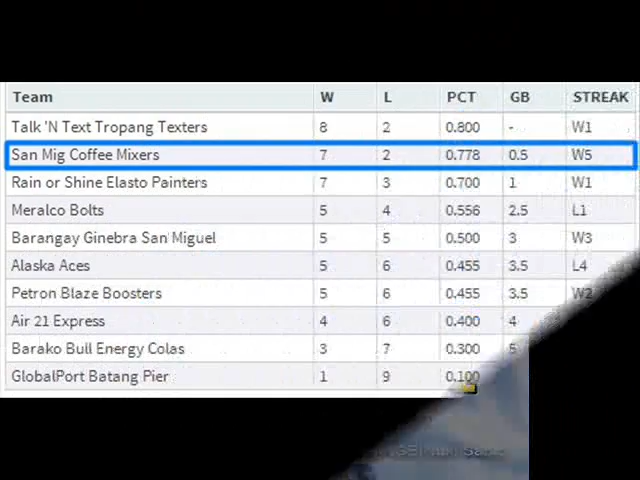 Team W L PCT GB STREAK
Talk 'N Text Tropang Texters 8 2 0.800 - W1
San Mig Coffee Mixers 7 2 0.778 0.5 W5
Rain or Shine Elasto Painters 7 3 0.700 1 W1
Meralco Bolts 5 4 0.556 2.5 L1
Barangay Ginebra San Miguel 5 5 0.500 3 W3
Alaska Aces 5 6 0.455 3.5 L4
Petron Blaze Boosters 5 6 0.455 3.5 W2
Air 21 Express 4 6 0.400 4
Barako Bull Energy Colas 3 7 0.300 5
GlobalPort Batang Pier 1 9 0.100